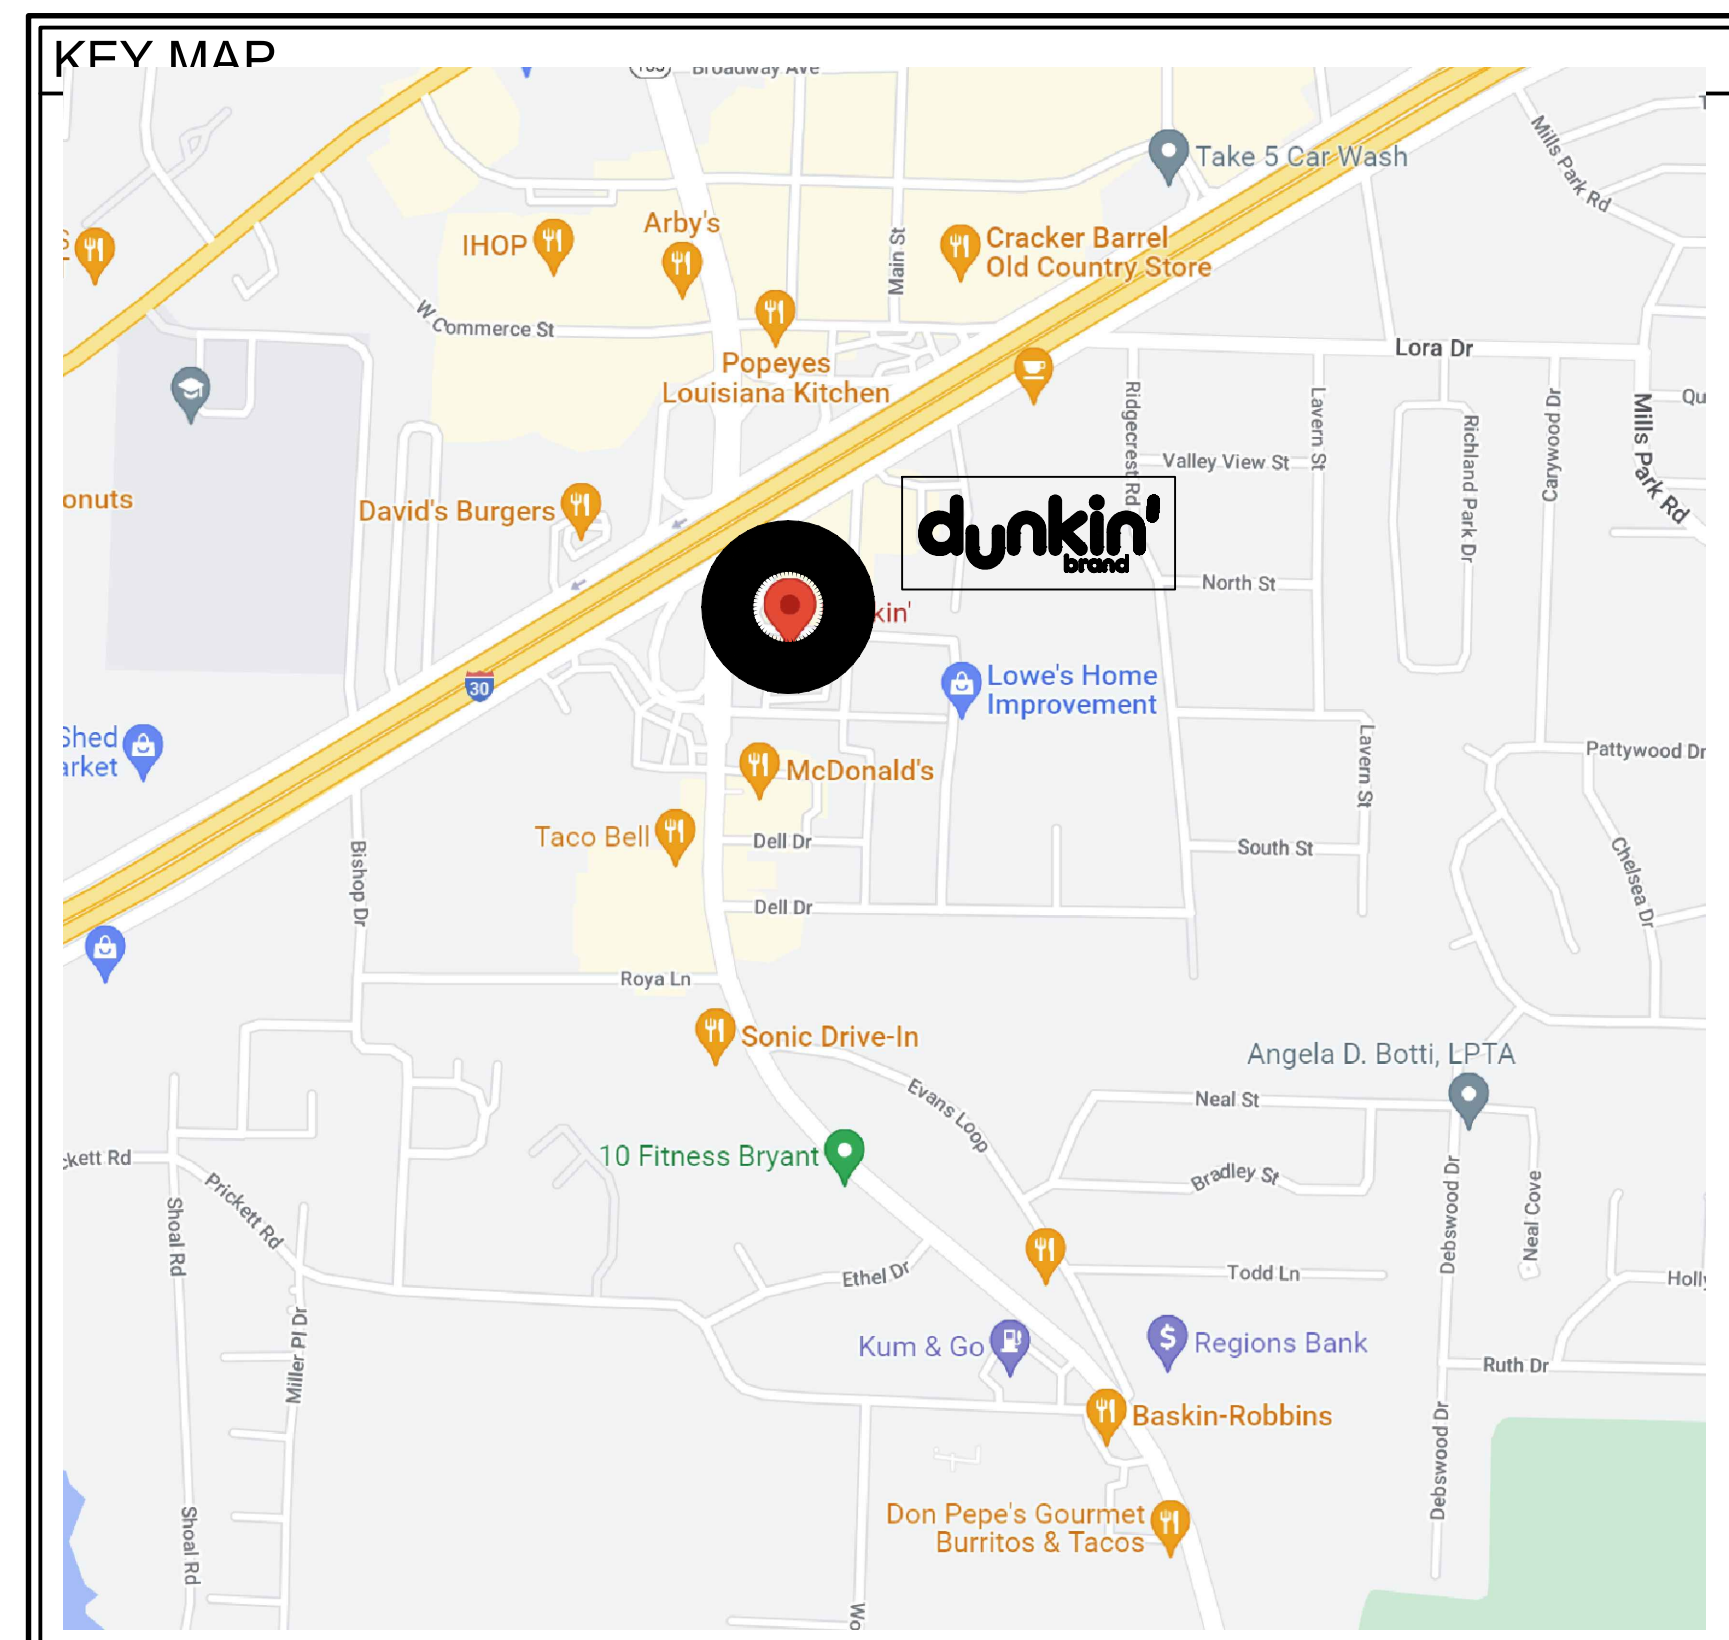 KEY MAP
Broadway Ave
Mills Park Rd
Take 5 Car Wash
Arby's
IHOP
Main St
Cracker Barrel
Old Country Store
W Commerce St
Popeyes
Louisiana Kitchen
Lora Dr
Ridgecrest Rd
Lavern St
Richland Park Dr
Carywood Dr
Mills Park Rd
Qu
Valley View St
onuts
David's Burgers
dunkin'
brand
North St
kin'
30
Lowe's Home
Improvement
Shed
arket
Lavern St
Pattywood Dr
McDonald's
Taco Bell
Dell Dr
South St
Bishop Dr
Chelsea Dr
Dell Dr
Roya Ln
Sonic Drive-In
Angela D. Botti, LPTA
Evans Loop
Neal St
10 Fitness Bryant
ckett Rd
Prickett Rd
Bradley St
Shoal Rd
Debswood Dr
Neal Cove
Ethel Dr
Todd Ln
Holly
Miller Pl Dr
Kum & Go
Regions Bank
Ruth Dr
Baskin-Robbins
Debswood Dr
Don Pepe's Gourmet
Burritos & Tacos
Shoal Rd
Wo